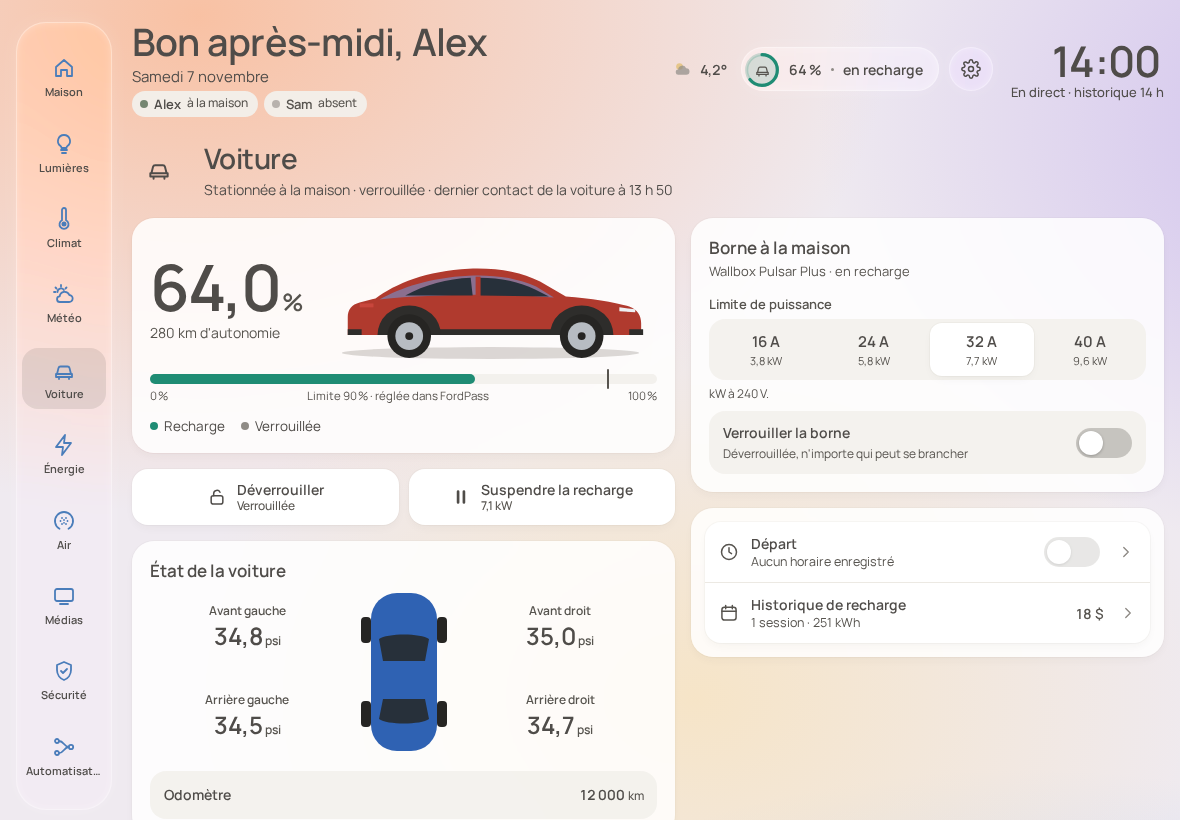 Bon après-midi, Alex
Samedi 7 novembre
Alex à la maison
Sam absent
4,2°
64 % · en recharge
14:00
En direct · historique 14 h
Maison
Lumières
Climat
Météo
Voiture
Énergie
Air
Médias
Sécurité
Automatisat…
Voiture
Stationnée à la maison · verrouillée · dernier contact de la voiture à 13 h 50
64,0 %
280 km d'autonomie
0 %
Limite 90 % · réglée dans FordPass
100 %
Recharge
Verrouillée
Déverrouiller
Verrouillée
Suspendre la recharge
7,1 kW
État de la voiture
Avant gauche
34,8 psi
Avant droit
35,0 psi
Arrière gauche
34,5 psi
Arrière droit
34,7 psi
Odomètre
12 000 km
Borne à la maison
Wallbox Pulsar Plus · en recharge
Limite de puissance
16 A
3,8 kW
24 A
5,8 kW
32 A
7,7 kW
40 A
9,6 kW
kW à 240 V.
Verrouiller la borne
Déverrouillée, n'importe qui peut se brancher
Départ
Aucun horaire enregistré
Historique de recharge
1 session · 251 kWh
18 $